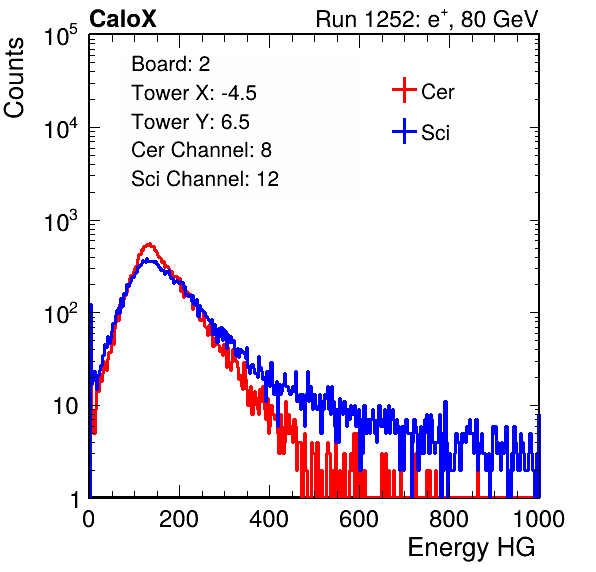 CaloX Run 1252: e⁺, 80 GeV
Counts
10⁵
10⁴
10³
10²
10
1
Board: 2
Tower X: -4.5
Tower Y: 6.5
Cer Channel: 8
Sci Channel: 12
Cer
Sci
0 200 400 600 800 1000
Energy HG